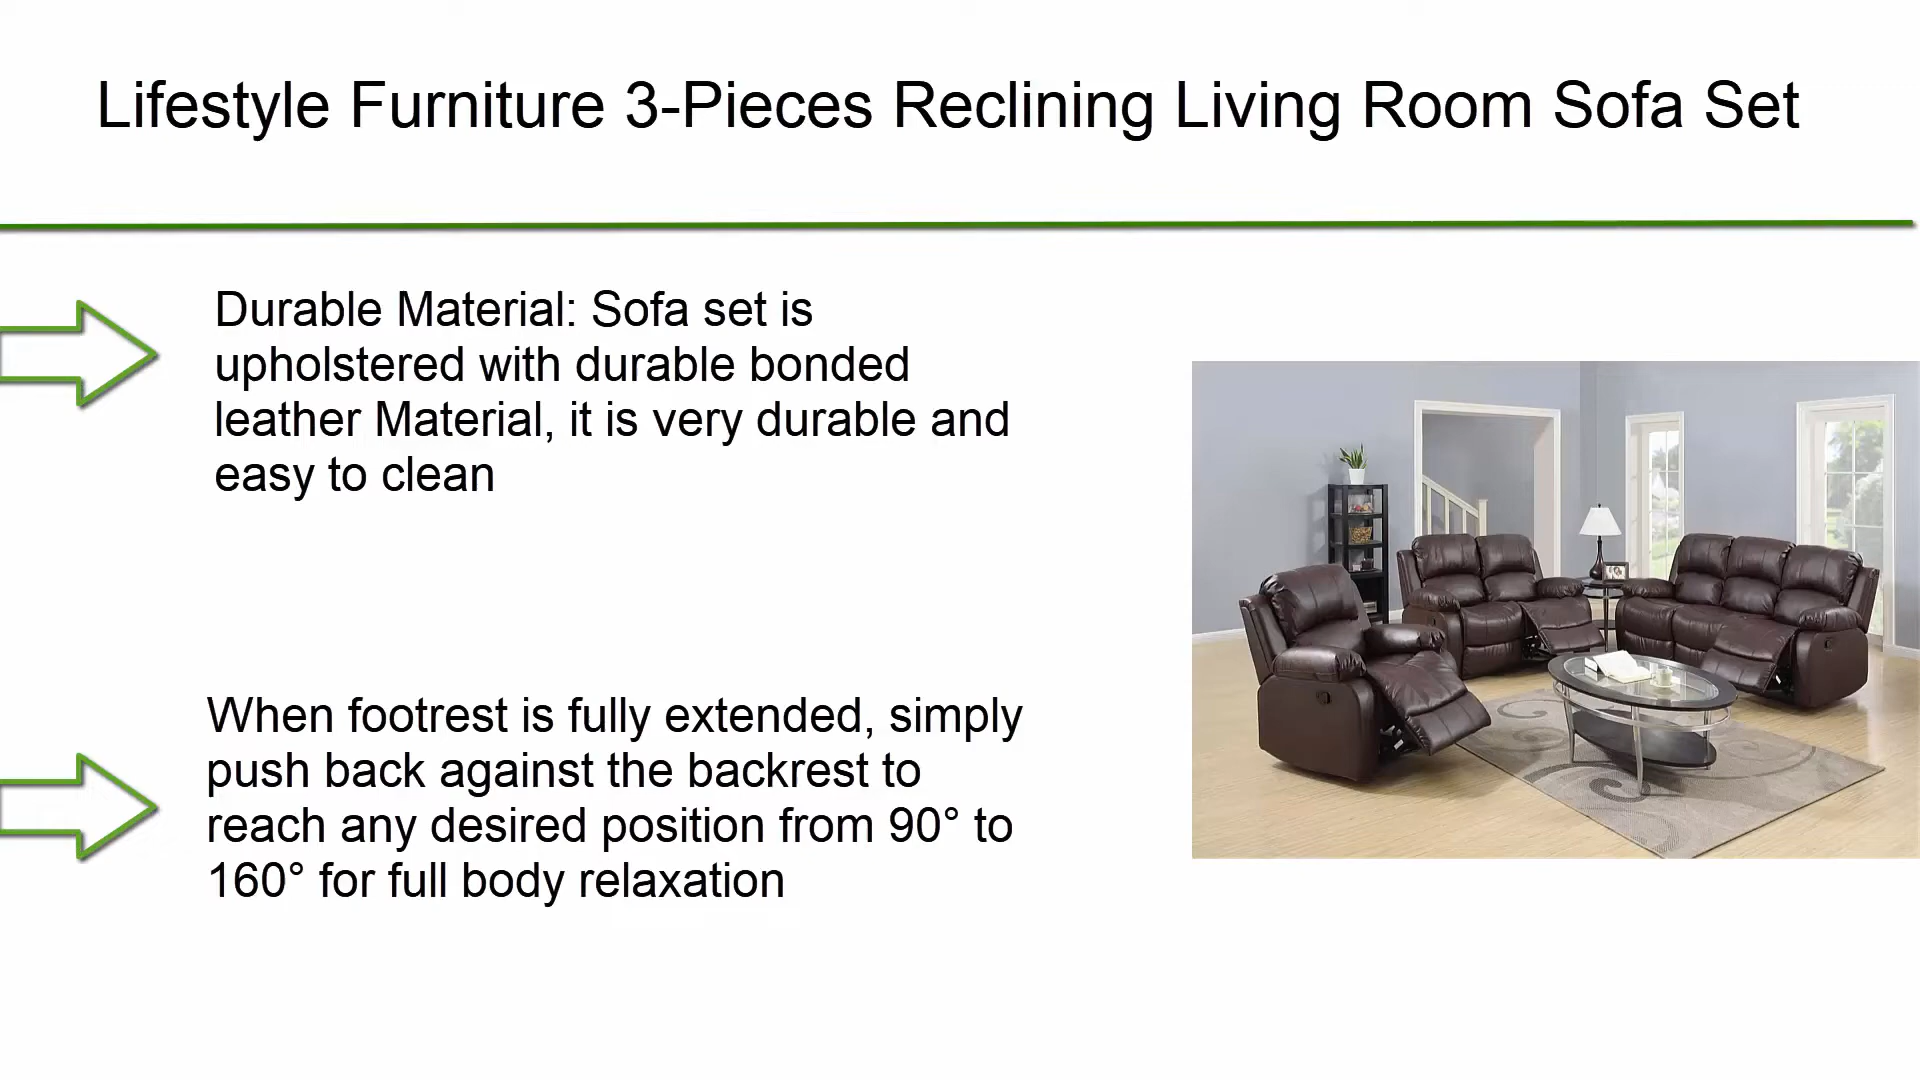 Lifestyle Furniture 3-Pieces Reclining Living Room Sofa Set
Durable Material: Sofa set is
upholstered with durable bonded
leather Material, it is very durable and
easy to clean
When footrest is fully extended, simply
push back against the backrest to
reach any desired position from 90° to
160° for full body relaxation